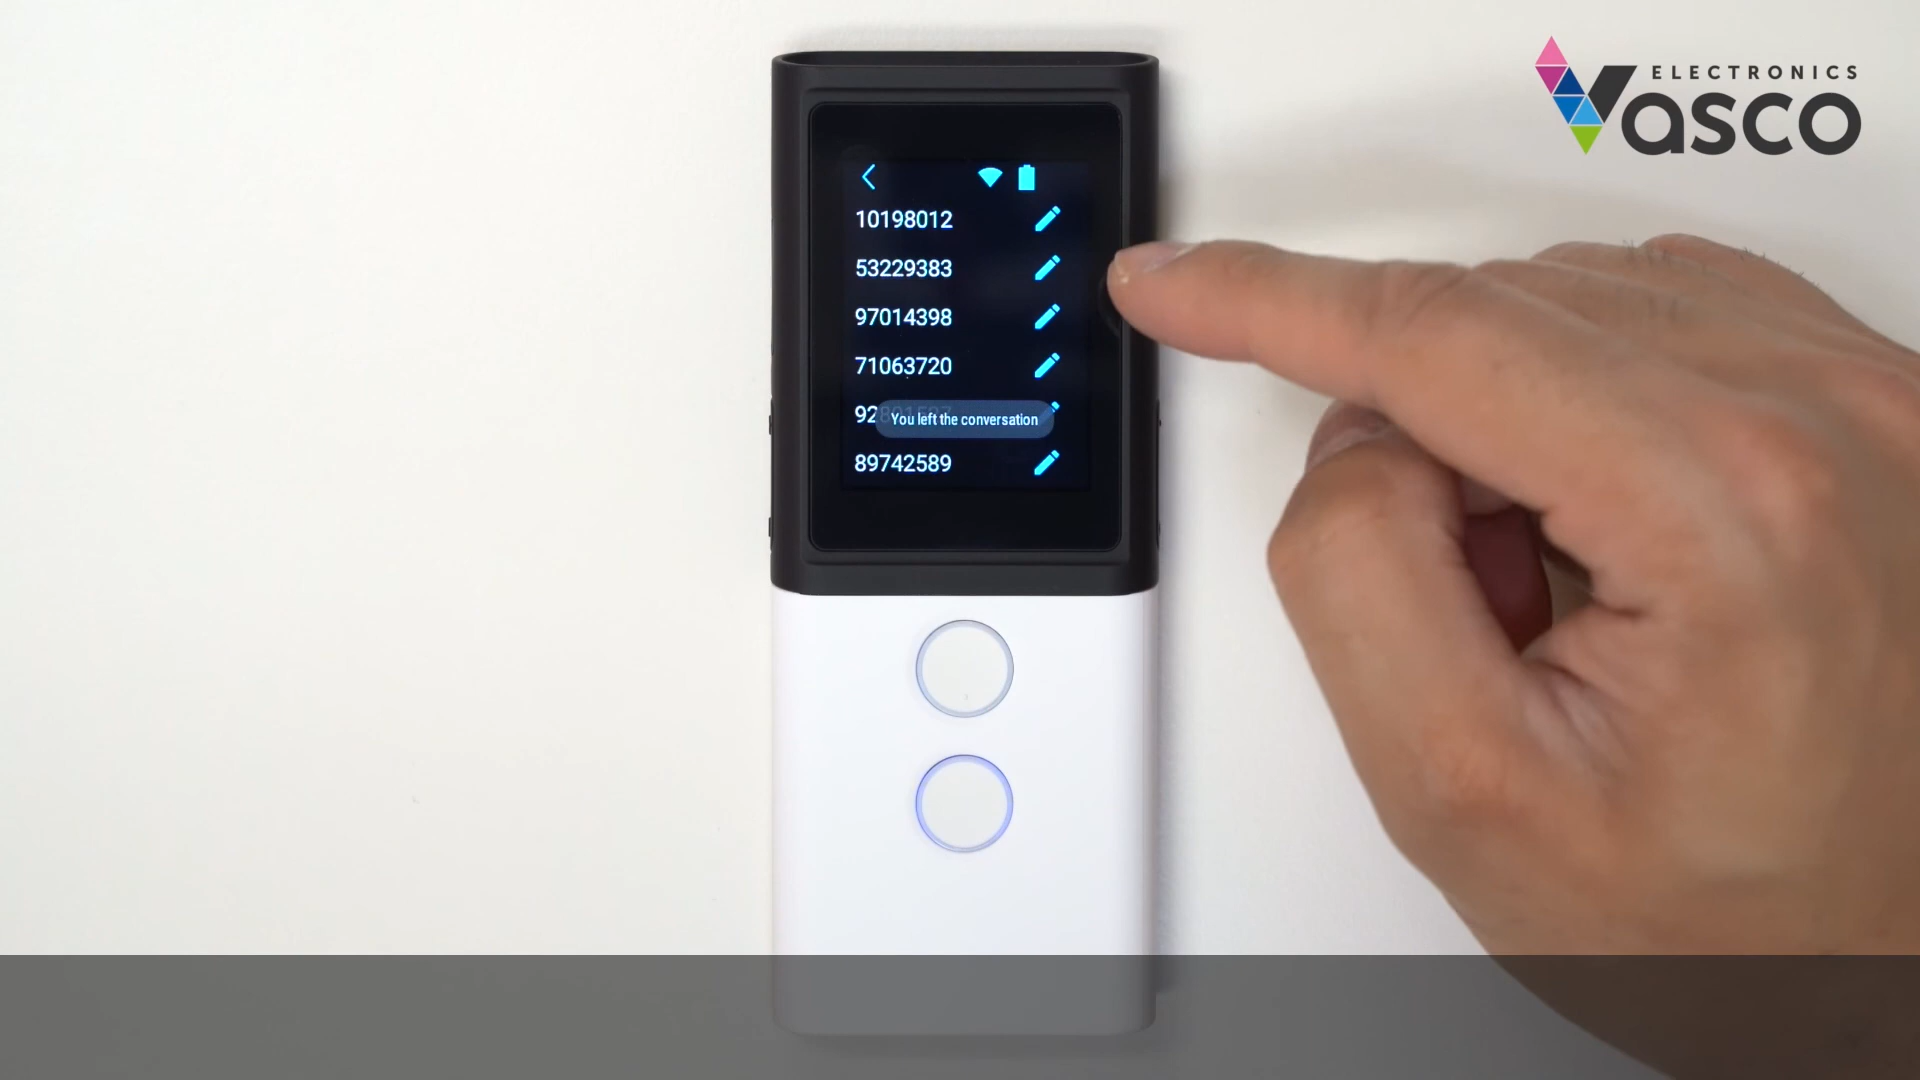 ELECTRONICS
Vasco
10198012
53229383
97014398
71063720
92
You left the conversation
89742589